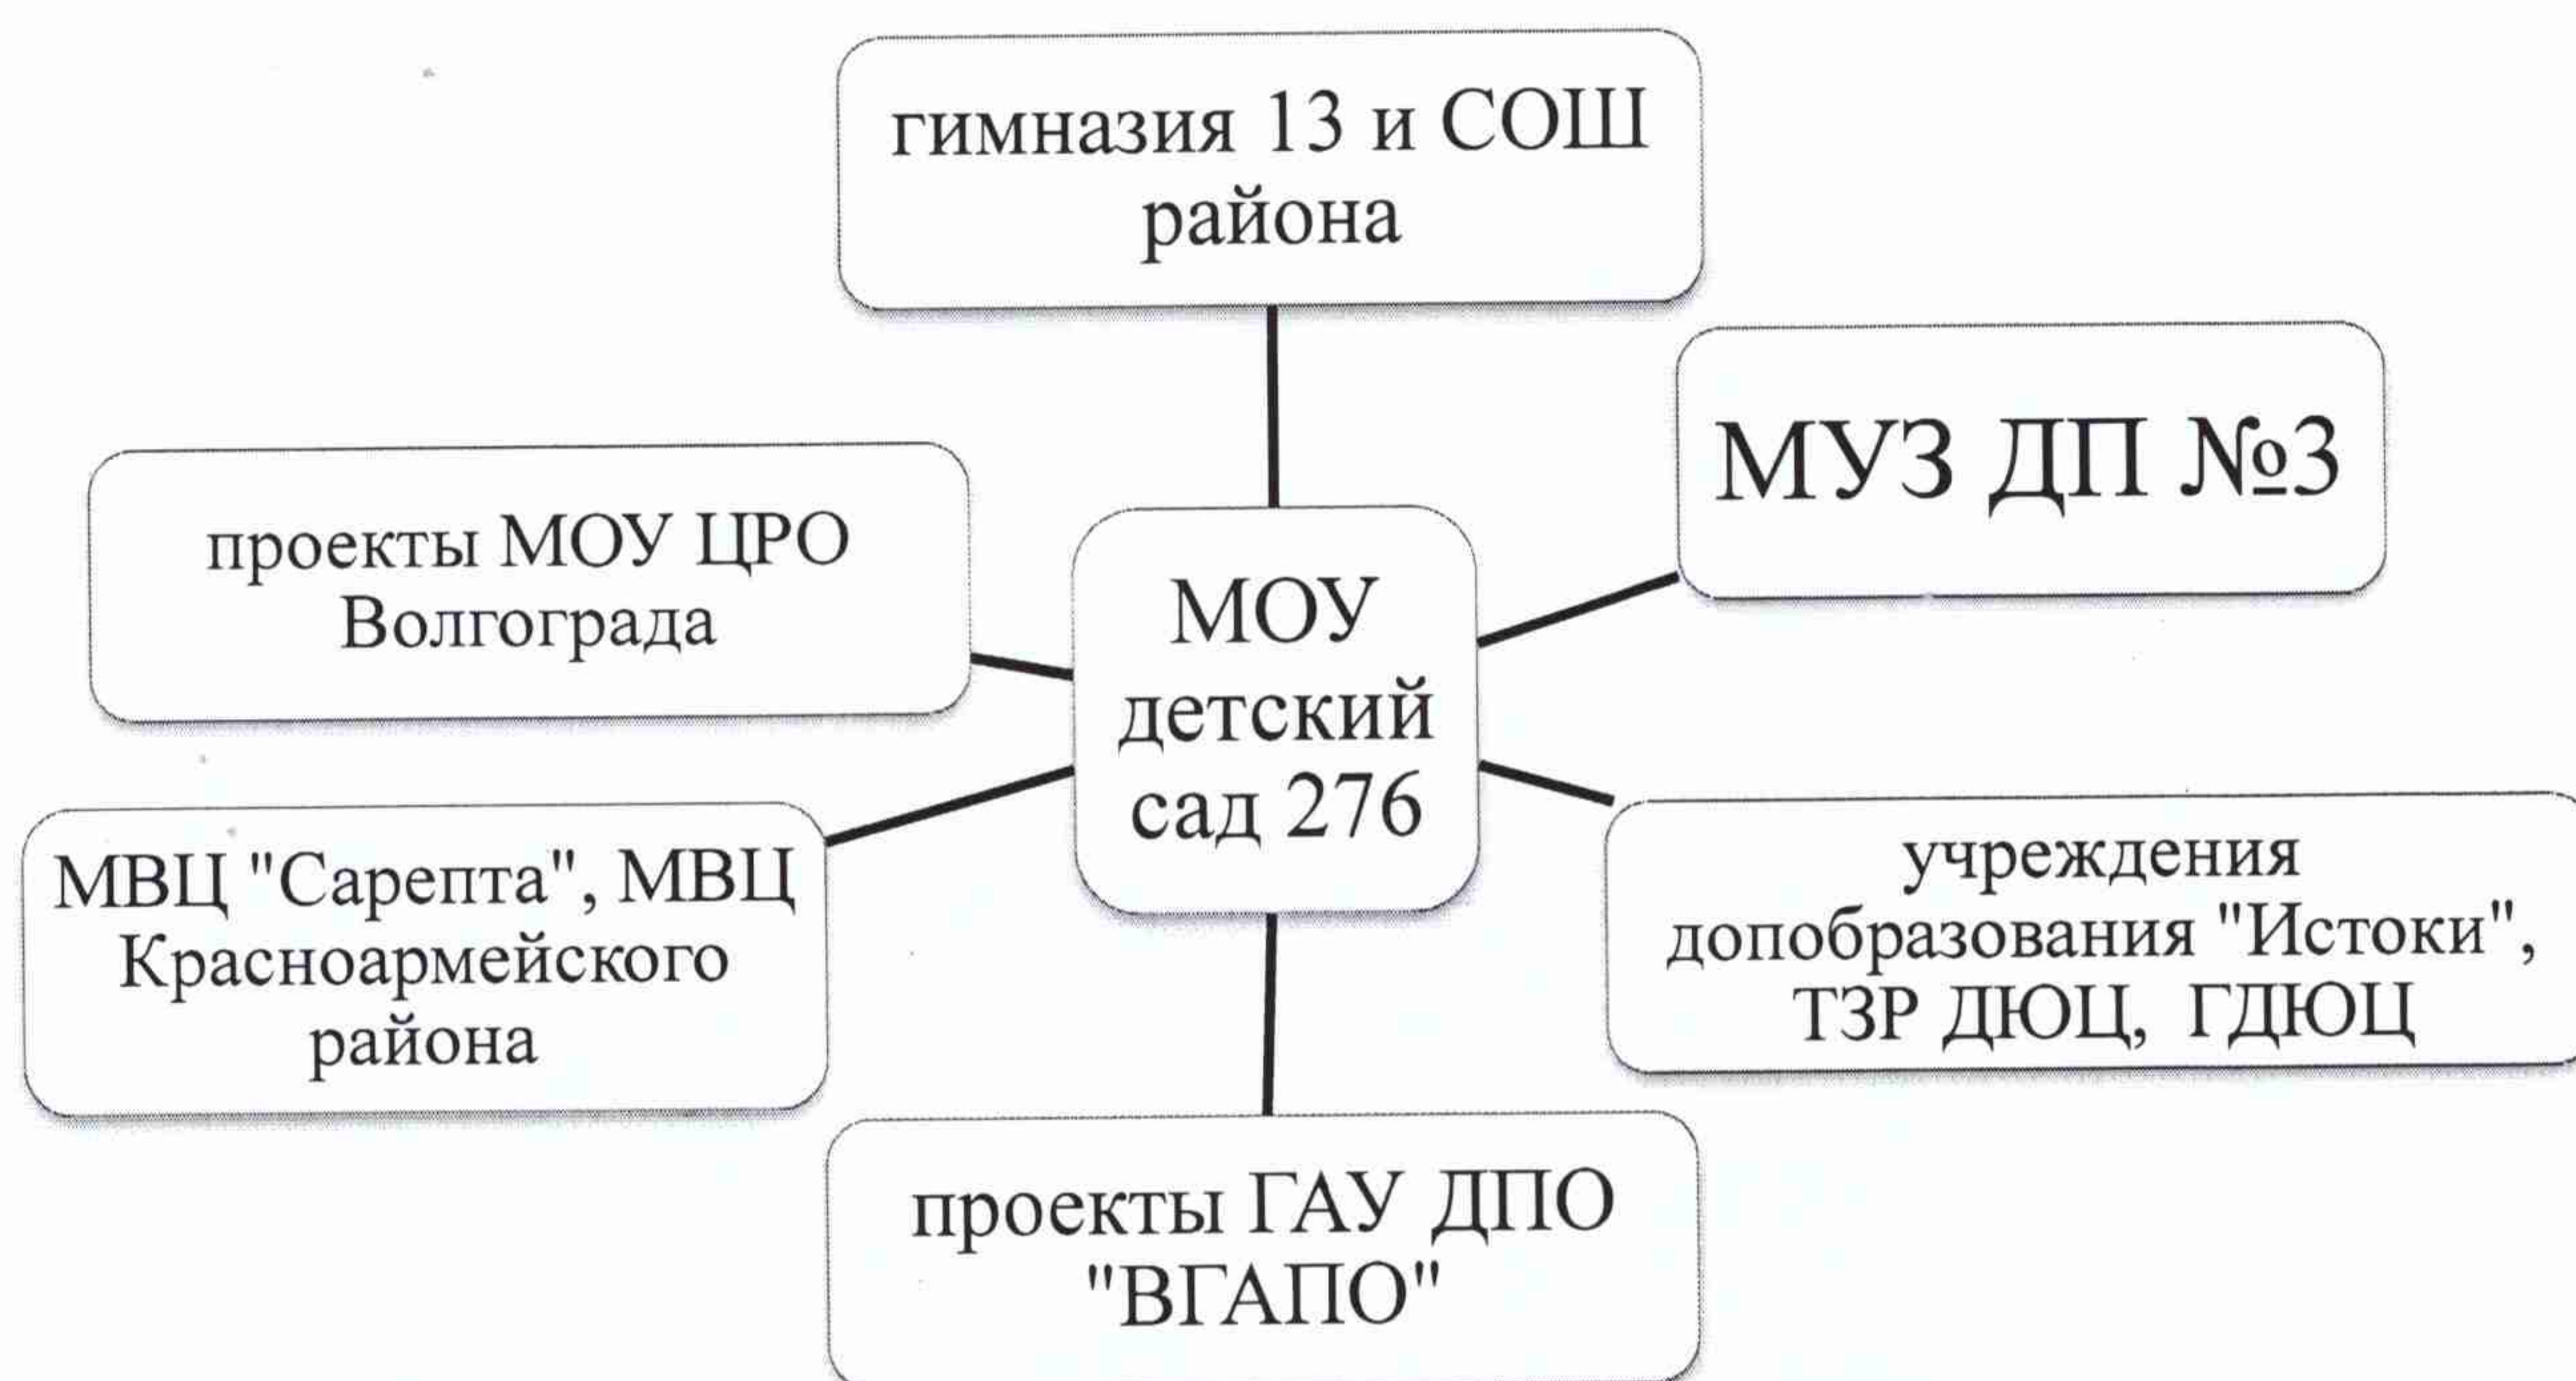 гимназия 13 и СОШ
района
МУЗ ДП №3
проекты МОУ ЦРО
Волгограда
МОУ
детский
сад 276
учреждения
допобразования "Истоки",
ТЗР ДЮЦ, ГДЮЦ
МВЦ "Сарепта", МВЦ
Красноармейского
района
проекты ГАУ ДПО
"ВГАПО"